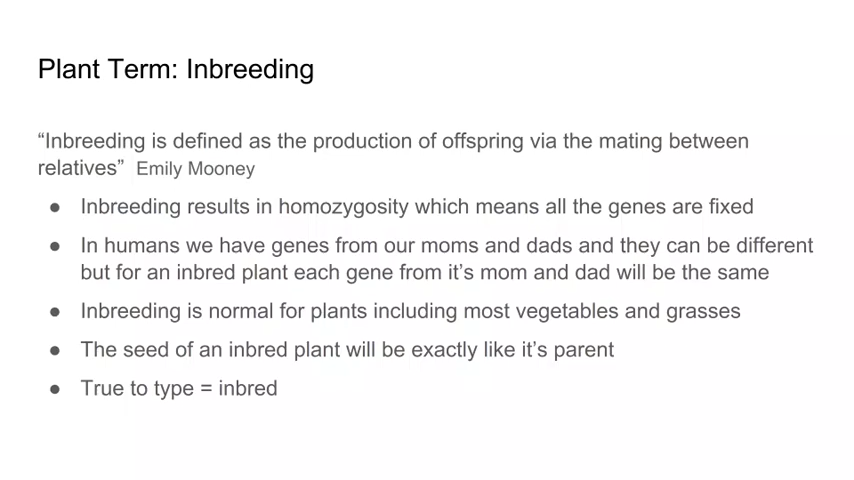 Plant Term: Inbreeding
“Inbreeding is defined as the production of offspring via the mating between
relatives” Emily Mooney
● Inbreeding results in homozygosity which means all the genes are fixed
● In humans we have genes from our moms and dads and they can be different
but for an inbred plant each gene from it’s mom and dad will be the same
● Inbreeding is normal for plants including most vegetables and grasses
● The seed of an inbred plant will be exactly like it’s parent
● True to type = inbred